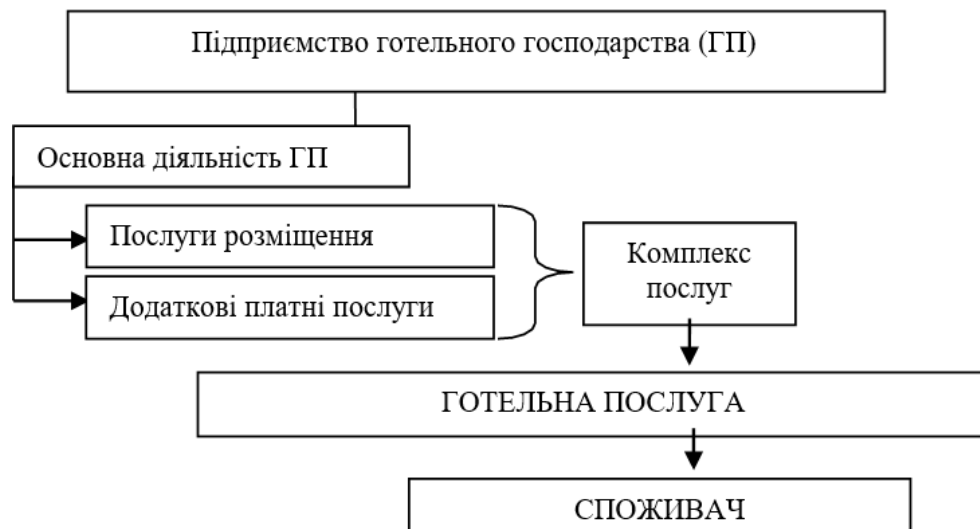 Підприємство готельного господарства (ГП)
Основна діяльність ГП
Послуги розміщення
Додаткові платні послуги
Комплекс
послуг
ГОТЕЛЬНА ПОСЛУГА
СПОЖИВАЧ